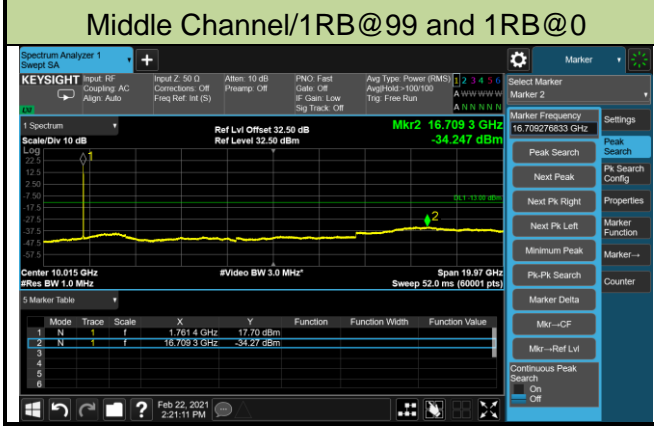 Middle Channel/1RB@99 and 1RB@0
Spectrum Analyzer 1
Swept SA
+
Marker
KEYSIGHT
Input: RF
Coupling: AC
Align: Auto
Input Z: 50 Ω
Corrections: Off
Freq Ref: Int (S)
Atten: 10 dB
Preamp: Off
PNO: Fast
Gate: Off
IF Gain: Low
Sig Track: Off
Avg Type: Power (RMS)
Avg|Hold:>100/100
Trig: Free Run
1 2 3 4 5 6
A W W W W W
A N N N N N
Select Marker
Marker 2
1 Spectrum
Scale/Div 10 dB
Log
Ref Lvl Offset 32.50 dB
Ref Level 32.50 dBm
Mkr2 16.709 3 GHz
-34.247 dBm
22.5
12.5
2.50
-7.50
-17.5
-27.5
-37.5
-47.5
-57.5
1
DL1 -13.00 dBm
2
Center 10.015 GHz
#Res BW 1.0 MHz
#Video BW 3.0 MHz*
Span 19.97 GHz
Sweep 52.0 ms (60001 pts)
5 Marker Table
Mode Trace Scale X Y Function Function Width Function Value
1 N 1 f 1.761 4 GHz 17.70 dBm
2 N 1 f 16.709 3 GHz -34.27 dBm
3
4
5
6
Marker Frequency
16.709276833 GHz
Peak Search
Next Peak
Next Pk Right
Next Pk Left
Minimum Peak
Pk-Pk Search
Marker Delta
Mkr→CF
Mkr→Ref Lvl
Continuous Peak
Search
On
Off
Settings
Peak
Search
Pk Search
Config
Properties
Marker
Function
Marker→
Counter
?
Feb 22, 2021
2:21:11 PM